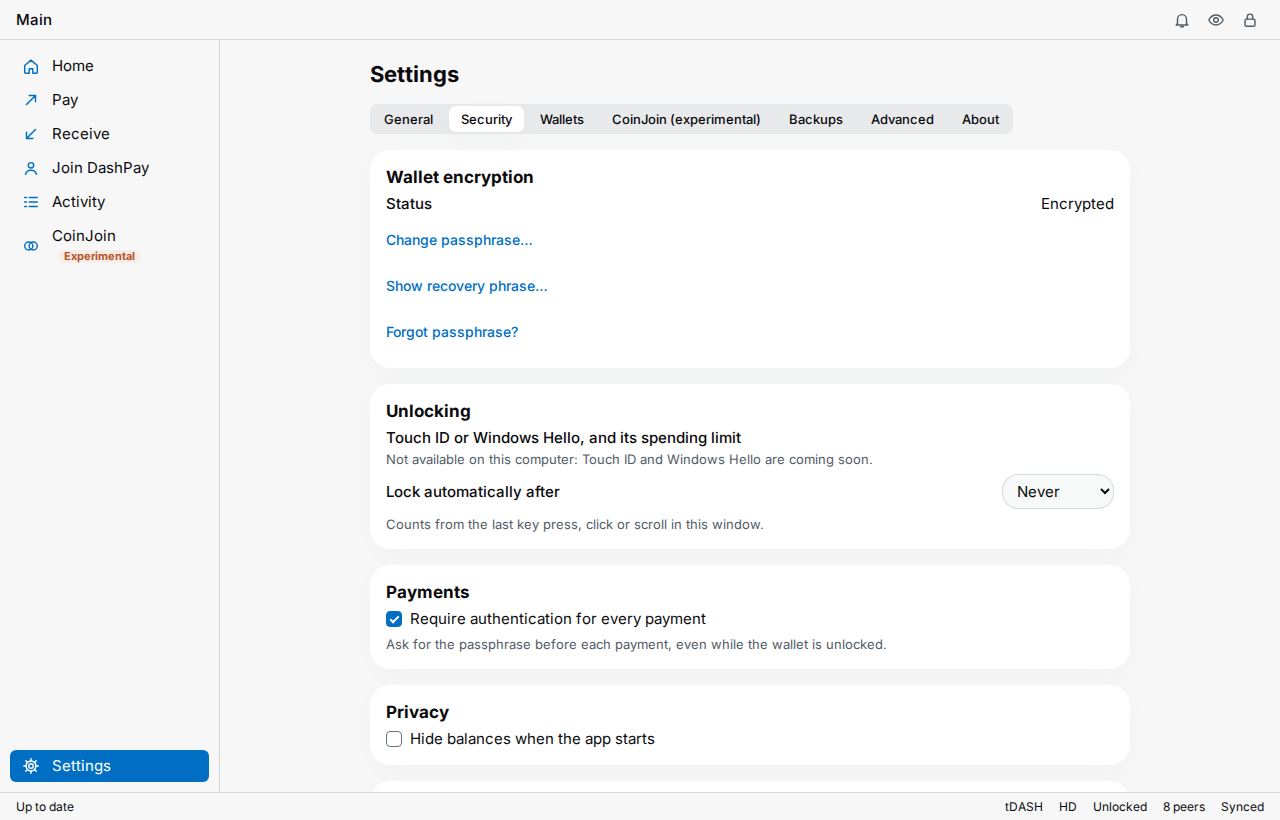 Main
Home
Pay
Receive
Join DashPay
Activity
CoinJoin
Experimental
Settings
Settings
General Security Wallets CoinJoin (experimental) Backups Advanced About
Wallet encryption
Status Encrypted
Change passphrase...
Show recovery phrase...
Forgot passphrase?
Unlocking
Touch ID or Windows Hello, and its spending limit
Not available on this computer: Touch ID and Windows Hello are coming soon.
Lock automatically after Never
Counts from the last key press, click or scroll in this window.
Payments
Require authentication for every payment
Ask for the passphrase before each payment, even while the wallet is unlocked.
Privacy
Hide balances when the app starts
Up to date tDASH HD Unlocked 8 peers Synced